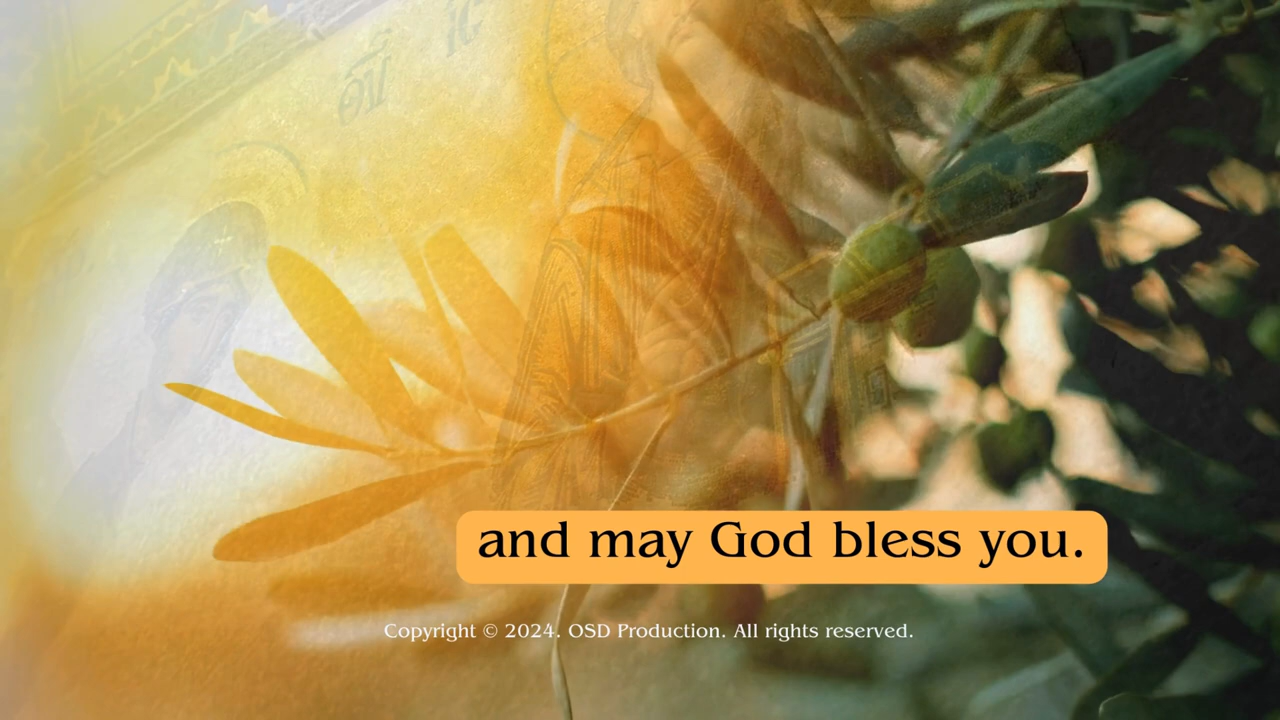 and may God bless you.
Copyright © 2024. OSD Production. All rights reserved.